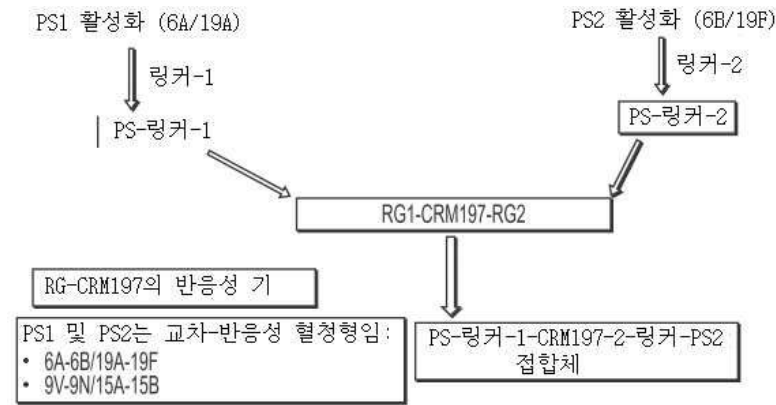 PS1 활성화 (6A/19A)
PS2 활성화 (6B/19F)
링커-1
링커-2
PS-링커-1
PS-링커-2
RG1-CRM197-RG2
RG-CRM197의 반응성 기
PS1 및 PS2는 교차-반응성 혈청형임:
• 6A-6B/19A-19F
• 9V-9N/15A-15B
PS-링커-1-CRM197-2-링커-PS2
접합체